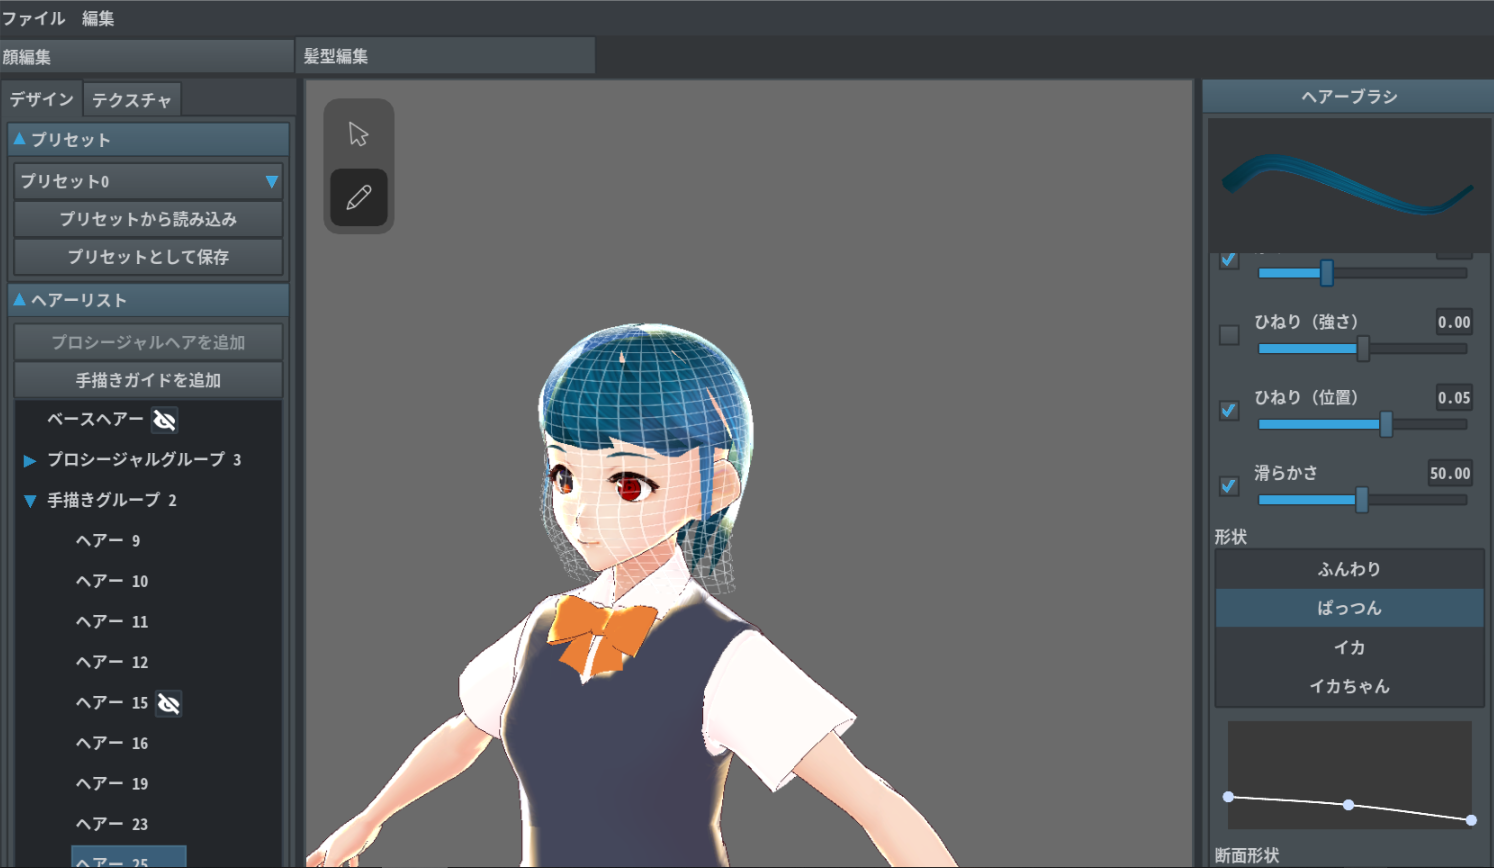 ファイル 編集
顔編集
髪型編集
デザイン
テクスチャ
プリセット
プリセット0
プリセットから読み込み
プリセットとして保存
ヘアーリスト
プロシージャルヘアを追加
手描きガイドを追加
ベースヘアー
プロシージャルグループ 3
手描きグループ 2
ヘアー 9
ヘアー 10
ヘアー 11
ヘアー 12
ヘアー 15
ヘアー 16
ヘアー 19
ヘアー 23
ヘアー 25
ヘアーブラシ
ひねり（強さ） 0.00
ひねり（位置） 0.05
滑らかさ 50.00
形状
ふんわり
ぱっつん
イカ
イカちゃん
断面形状